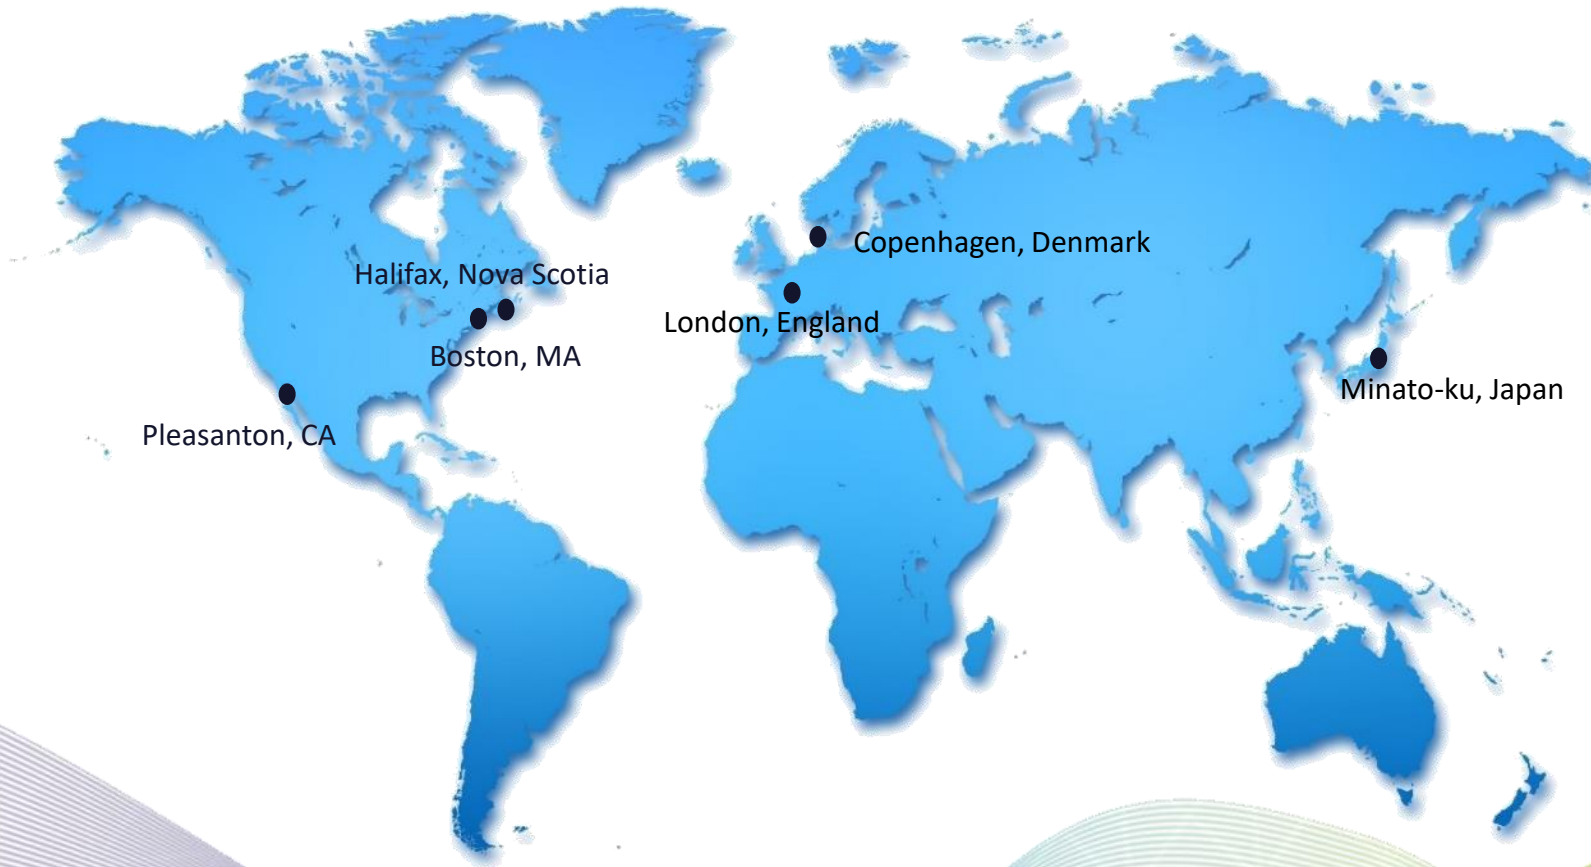 Copenhagen, Denmark
Halifax, Nova Scotia
London, England
Boston, MA
Minato-ku, Japan
Pleasanton, CA